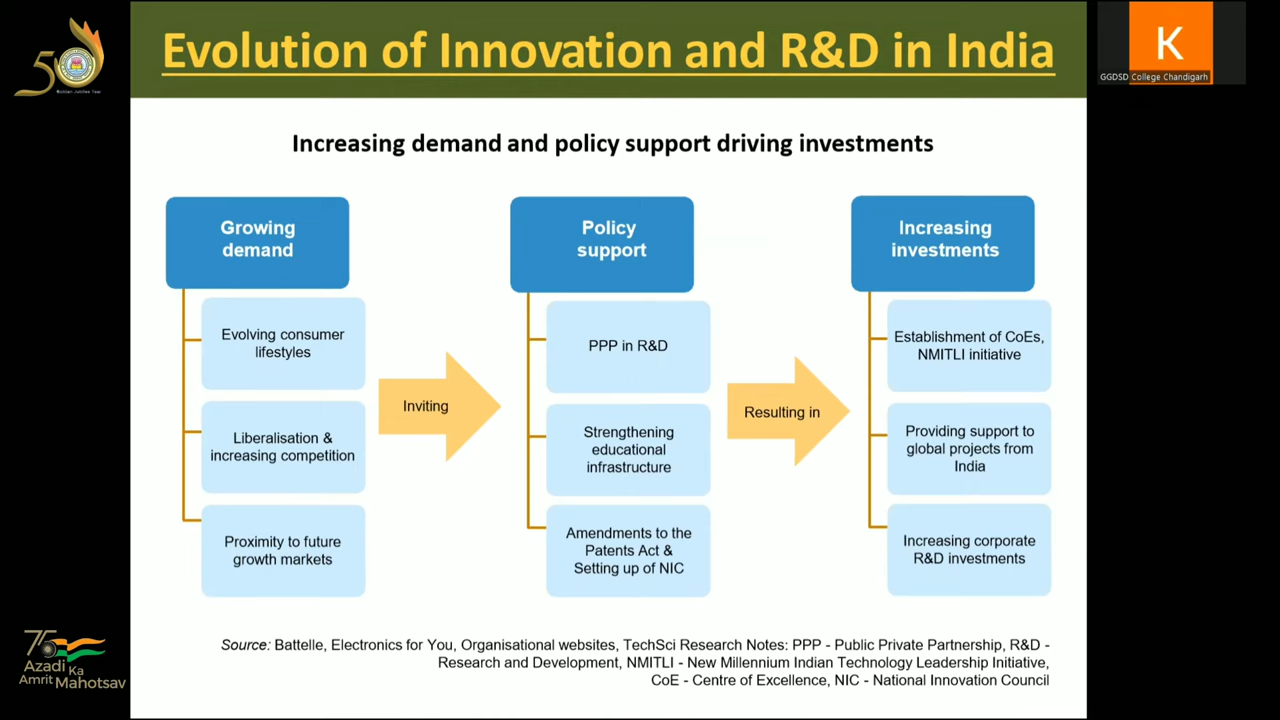 Evolution of Innovation and R&D in India
K
GGDSD College Chandigarh
50
Golden Jubilee Year
Increasing demand and policy support driving investments
Growing
demand
Evolving consumer
lifestyles
Liberalisation &
increasing competition
Proximity to future
growth markets
Inviting
Policy
support
PPP in R&D
Strengthening
educational
infrastructure
Amendments to the
Patents Act &
Setting up of NIC
Resulting in
Increasing
investments
Establishment of CoEs,
NMITLI initiative
Providing support to
global projects from
India
Increasing corporate
R&D investments
Source: Battelle, Electronics for You, Organisational websites, TechSci Research Notes: PPP - Public Private Partnership, R&D -
Research and Development, NMITLI - New Millennium Indian Technology Leadership Initiative,
CoE - Centre of Excellence, NIC - National Innovation Council
75
Azadi
Ka
Amrit
Mahotsav